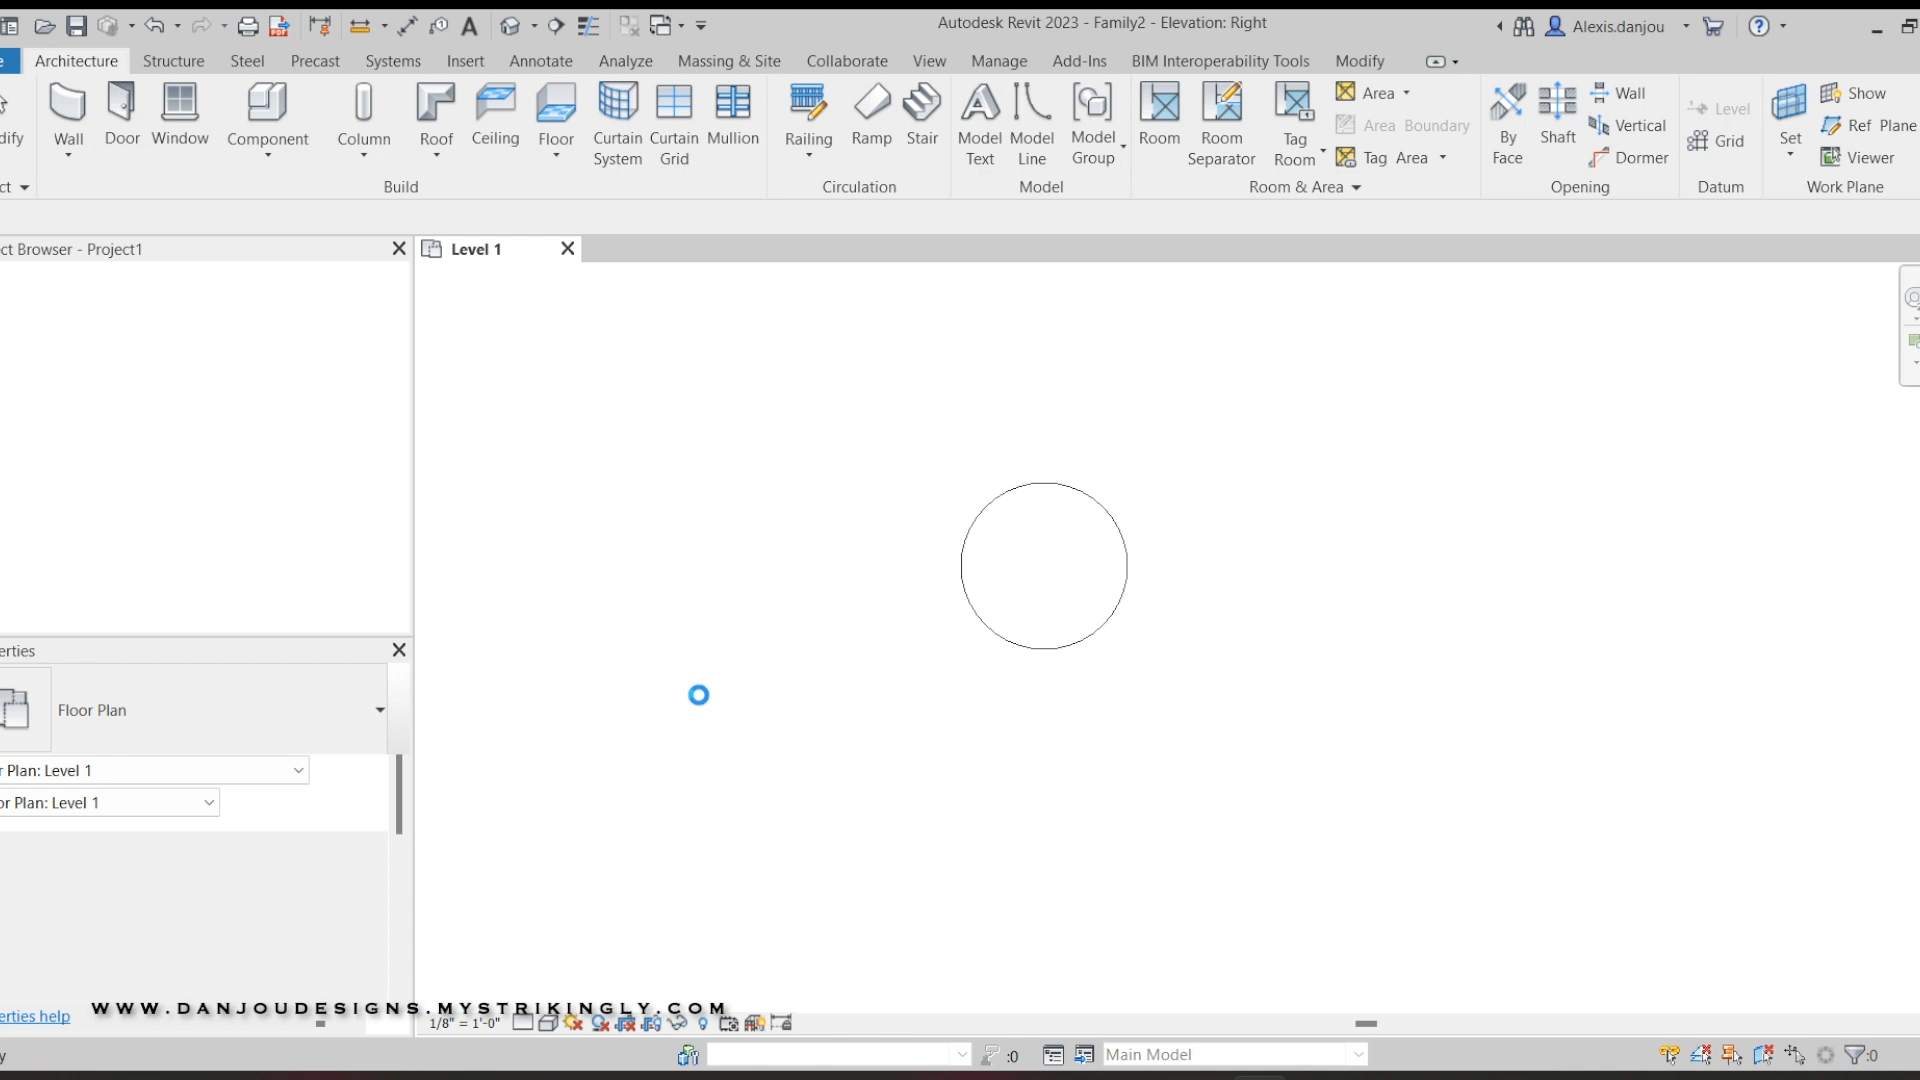 Autodesk Revit 2023 - Family2 - Elevation: Right
Alexis.danjou
Architecture Structure Steel Precast Systems Insert Annotate Analyze Massing & Site Collaborate View Manage Add-Ins BIM Interoperability Tools Modify
dify
Wall
Door
Window
Component
Column
Roof
Ceiling
Floor
Curtain System
Curtain Grid
Mullion
Railing
Ramp
Stair
Model Text
Model Line
Model Group
Room
Room Separator
Tag Room
Area
Area Boundary
Tag Area
By Face
Shaft
Wall
Vertical
Dormer
Level
Grid
Set
Show
Ref Plane
Viewer
ct
Build
Circulation
Model
Room & Area
Opening
Datum
Work Plane
ct Browser - Project1
Level 1
erties
Floor Plan
r Plan: Level 1
or Plan: Level 1
erties help
WWW.DANJOUDESIGNS.MYSTRIKINGLY.COM
1/8" = 1'-0"
y
:0
Main Model
:0